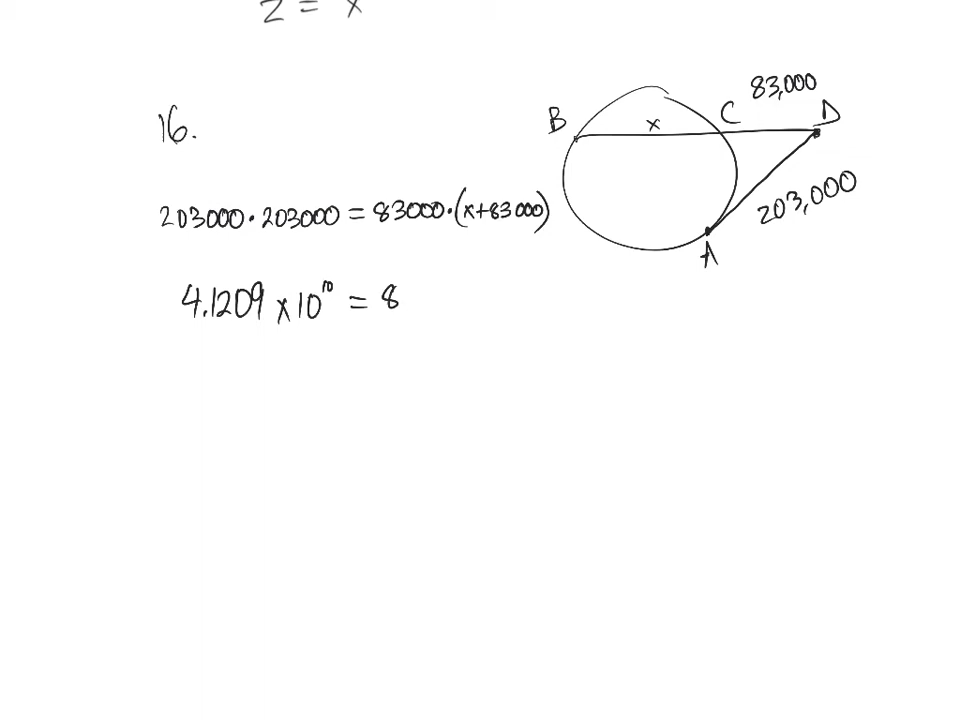 z = x
83,000
B
x
C
D
16.
203000·203000 = 83000·(x+83000)
203,000
A
4.1209 x 10¹⁰ = 8